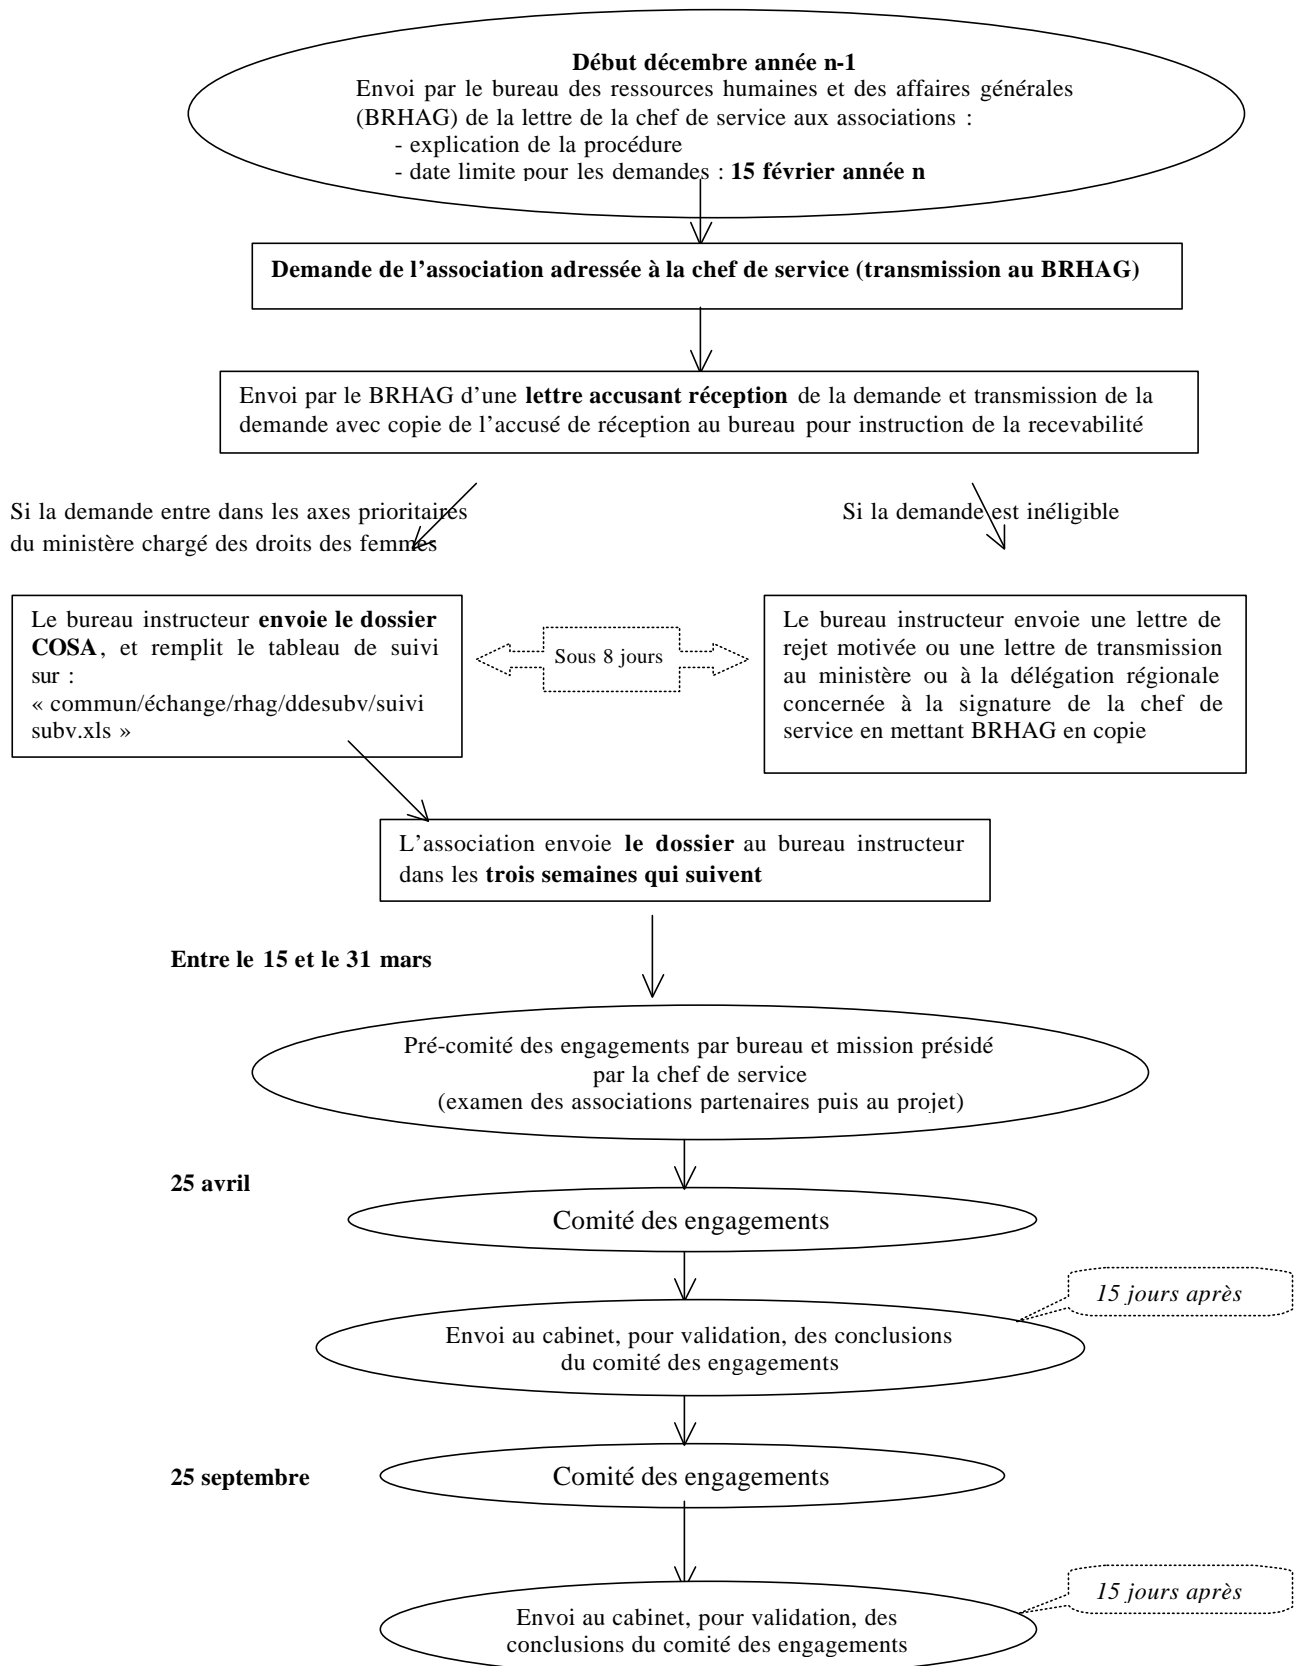 Début décembre année n-1
Envoi par le bureau des ressources humaines et des affaires générales
(BRHAG) de la lettre de la chef de service aux associations :
- explication de la procédure
- date limite pour les demandes : 15 février année n
Demande de l’association adressée à la chef de service (transmission au BRHAG)
Envoi par le BRHAG d’une lettre accusant réception de la demande et transmission de la
demande avec copie de l’accusé de réception au bureau pour instruction de la recevabilité
Si la demande entre dans les axes prioritaires
du ministère chargé des droits des femmes
Si la demande est inéligible
Le bureau instructeur envoie le dossier
COSA, et remplit le tableau de suivi
sur :
« commun/échange/rhag/ddesubv/suivi
subv.xls »
Sous 8 jours
Le bureau instructeur envoie une lettre de
rejet motivée ou une lettre de transmission
au ministère ou à la délégation régionale
concernée à la signature de la chef de
service en mettant BRHAG en copie
L’association envoie le dossier au bureau instructeur
dans les trois semaines qui suivent
Entre le 15 et le 31 mars
Pré-comité des engagements par bureau et mission présidé
par la chef de service
(examen des associations partenaires puis au projet)
25 avril
Comité des engagements
15 jours après
Envoi au cabinet, pour validation, des conclusions
du comité des engagements
25 septembre
Comité des engagements
15 jours après
Envoi au cabinet, pour validation, des
conclusions du comité des engagements